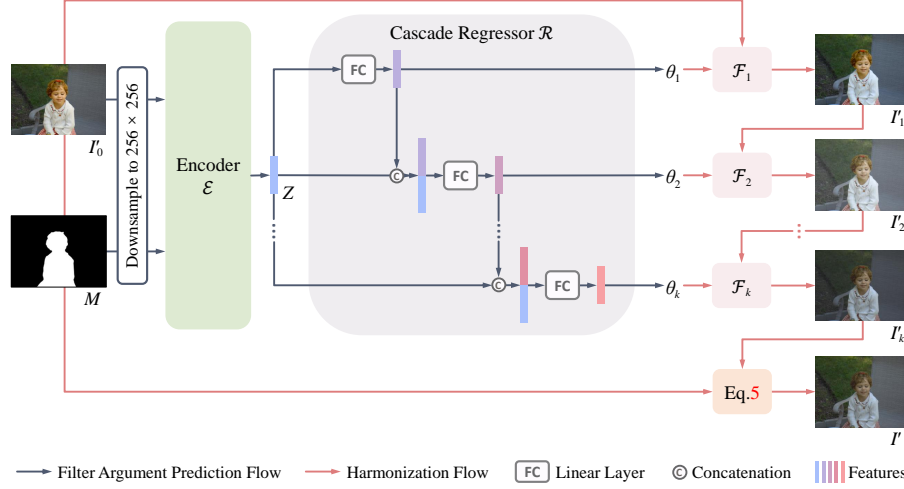 Cascade Regressor ℛ
I′₀
M
Downsample to 256 × 256
Encoder
ℰ
Z
FC
θ₁
ℱ₁
I′₁
C
FC
θ₂
ℱ₂
I′₂
C
FC
θₖ
ℱₖ
I′ₖ
Eq.5
I′
Filter Argument Prediction Flow
Harmonization Flow
FC
Linear Layer
C
Concatenation
Features